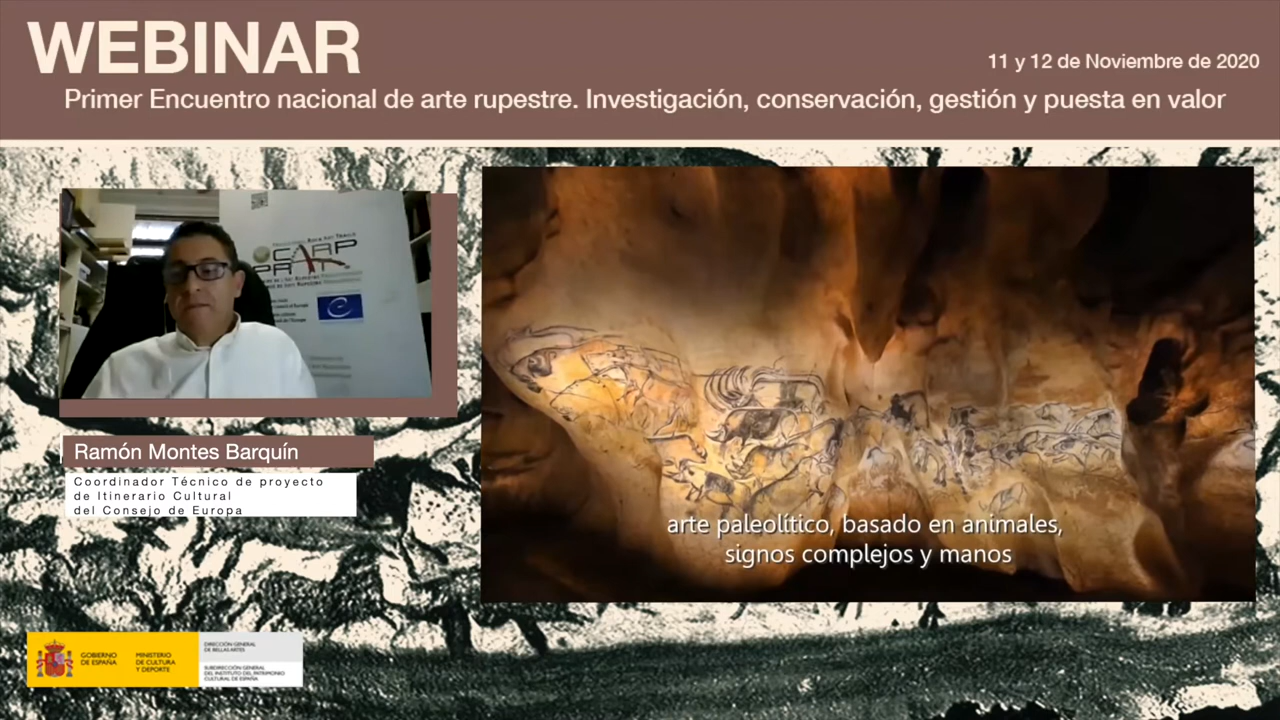 WEBINAR
11 y 12 de Noviembre de 2020
Primer Encuentro nacional de arte rupestre. Investigación, conservación, gestión y puesta en valor
CARP
Ramón Montes Barquín
Coordinador Técnico de proyecto
de Itinerario Cultural
del Consejo de Europa
arte paleolítico, basado en animales,
signos complejos y manos
GOBIERNO
DE ESPAÑA
MINISTERIO
DE CULTURA
Y DEPORTE
DIRECCIÓN GENERAL
DE BELLAS ARTES
SUBDIRECCIÓN GENERAL
DEL INSTITUTO DEL PATRIMONIO
CULTURAL DE ESPAÑA